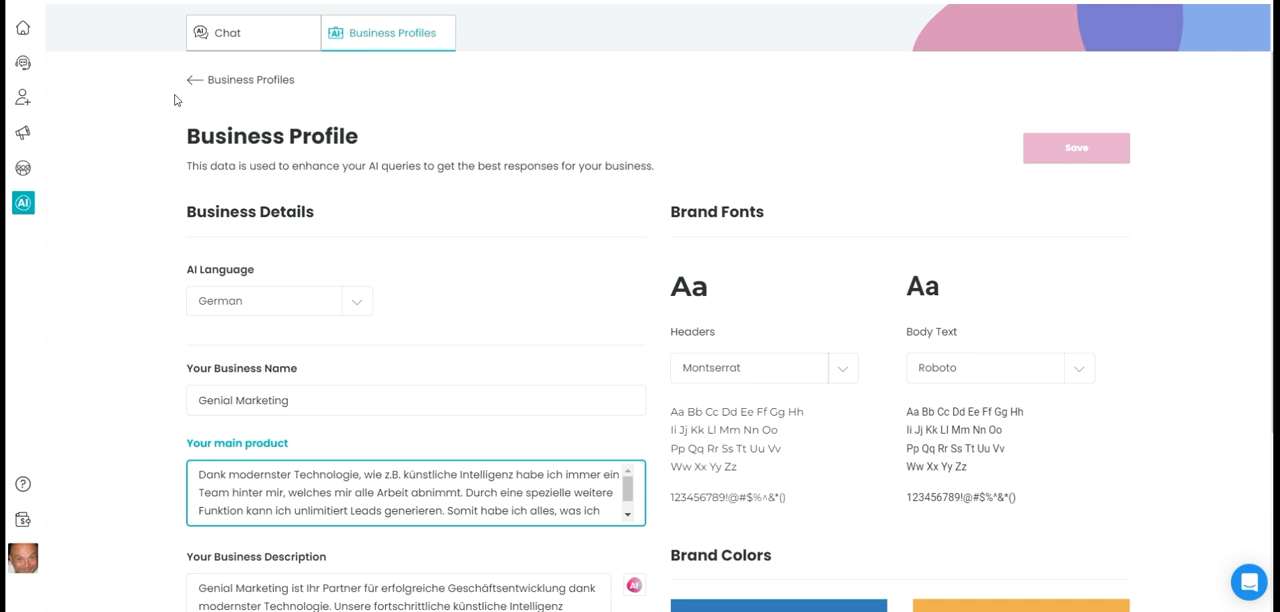 Chat
Business Profiles
Business Profiles
Business Profile
This data is used to enhance your AI queries to get the best responses for your business.
Save
Business Details
AI Language
German
Your Business Name
Genial Marketing
Your main product
Dank modernster Technologie, wie z.B. künstliche Intelligenz habe ich immer ein
Team hinter mir, welches mir alle Arbeit abnimmt. Durch eine spezielle weitere
Funktion kann ich unlimitiert Leads generieren. Somit habe ich alles, was ich
Your Business Description
Genial Marketing ist Ihr Partner für erfolgreiche Geschäftsentwicklung dank
modernster Technologie. Unsere fortschrittliche künstliche Intelligenz
AI
Brand Fonts
Aa
Headers
Montserrat
Aa Bb Cc Dd Ee Ff Gg Hh
Ii Jj Kk Ll Mm Nn Oo
Pp Qq Rr Ss Tt Uu Vv
Ww Xx Yy Zz
123456789!@#$%^&*()
Aa
Body Text
Roboto
Aa Bb Cc Dd Ee Ff Gg Hh
Ii Jj Kk Ll Mm Nn Oo
Pp Qq Rr Ss Tt Uu Vv
Ww Xx Yy Zz
123456789!@#$%^&*()
Brand Colors
AI
AI